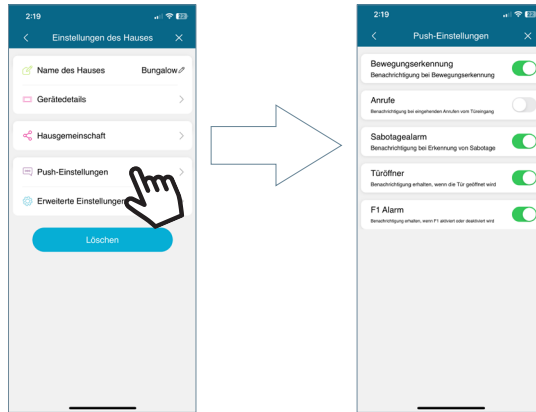 2:19
Einstellungen des Hauses
Name des Hauses Bungalow
Gerätedetails
Hausgemeinschaft
Push-Einstellungen
Erweiterte Einstellungen
Löschen
2:19
Push-Einstellungen
Bewegungserkennung
Benachrichtigung bei Bewegungserkennung
Anrufe
Benachrichtigung bei eingehenden Anrufen vom Türeingang
Sabotagealarm
Benachrichtigung bei Erkennung von Sabotage
Türöffner
Benachrichtigung erhalten, wenn die Tür geöffnet wird
F1 Alarm
Benachrichtigung erhalten, wenn F1 aktiviert oder deaktiviert wird